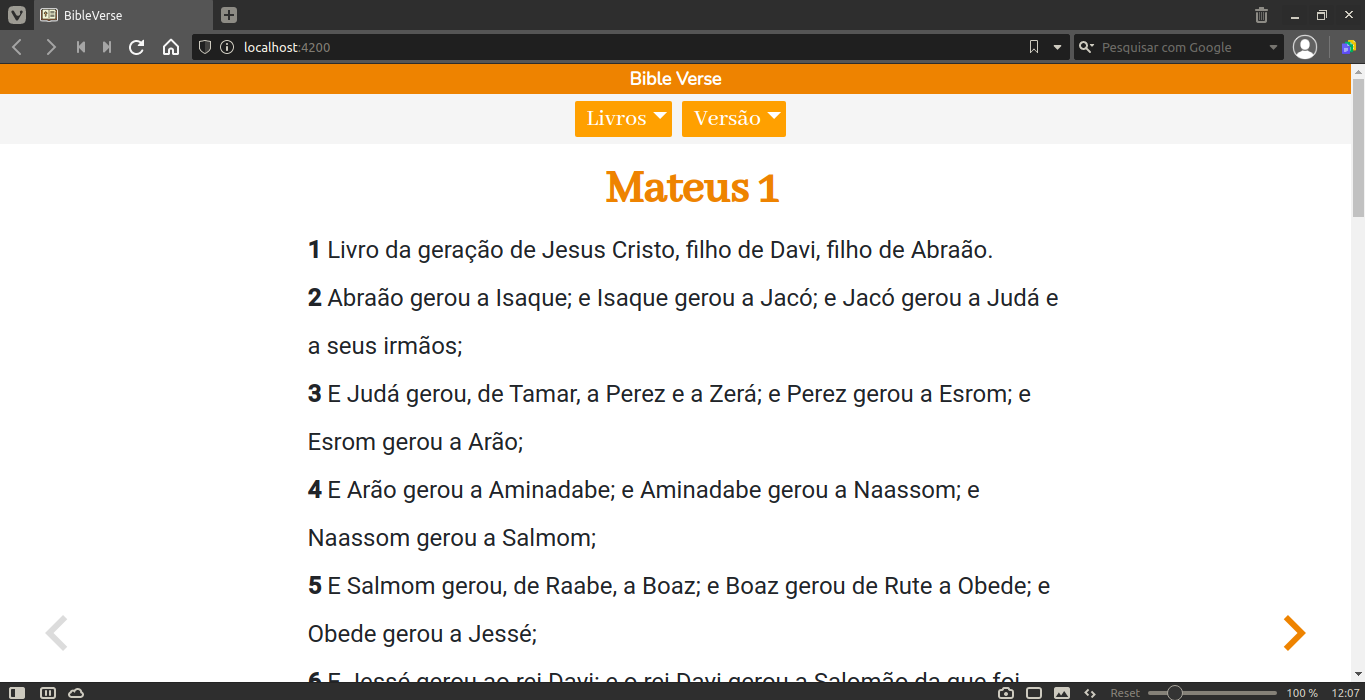 BibleVerse
localhost:4200
Pesquisar com Google
Bible Verse
Livros
Versão
Mateus 1
1 Livro da geração de Jesus Cristo, filho de Davi, filho de Abraão.
2 Abraão gerou a Isaque; e Isaque gerou a Jacó; e Jacó gerou a Judá e
a seus irmãos;
3 E Judá gerou, de Tamar, a Perez e a Zerá; e Perez gerou a Esrom; e
Esrom gerou a Arão;
4 E Arão gerou a Aminadabe; e Aminadabe gerou a Naassom; e
Naassom gerou a Salmom;
5 E Salmom gerou, de Raabe, a Boaz; e Boaz gerou de Rute a Obede; e
Obede gerou a Jessé;
6 E Jessé gerou ao rei Davi; e o rei Davi gerou a Salomão da que foi
Reset
100 %
12:07